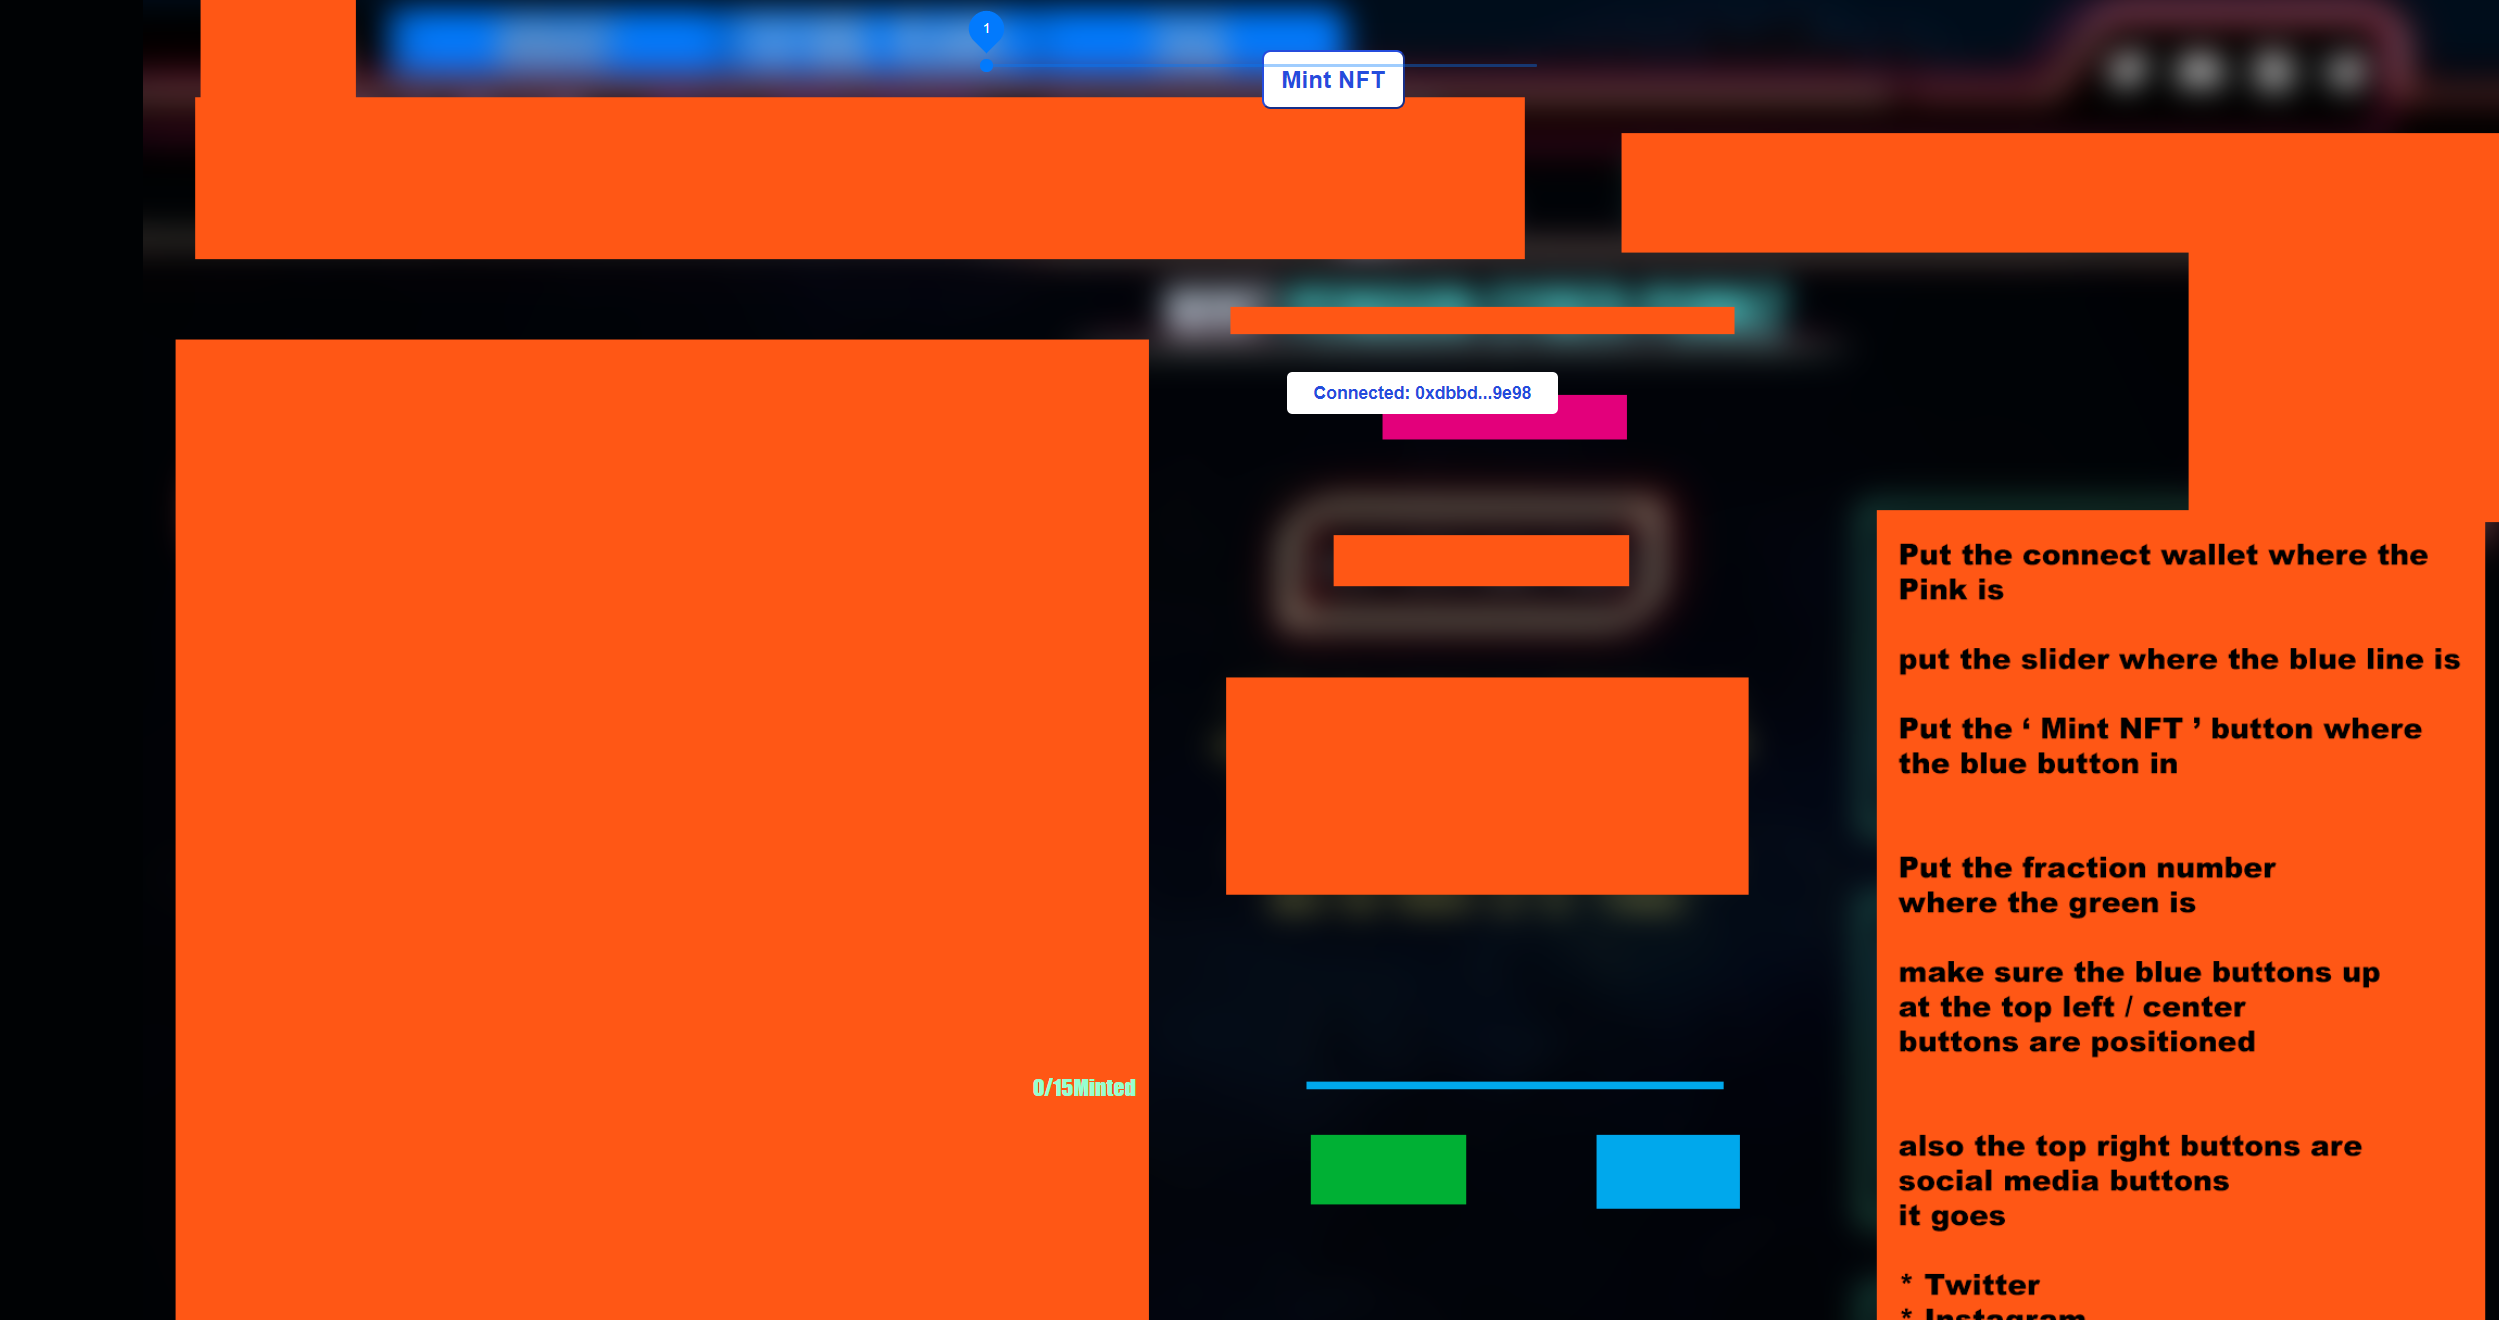 1
Mint NFT
Connected: 0xdbbd...9e98
0/15Minted
Put the connect wallet where the
Pink is
put the slider where the blue line is
Put the ‘ Mint NFT ’ button where
the blue button in
Put the fraction number
where the green is
make sure the blue buttons up
at the top left / center
buttons are positioned
also the top right buttons are
social media buttons
it goes
* Twitter
* Instagram